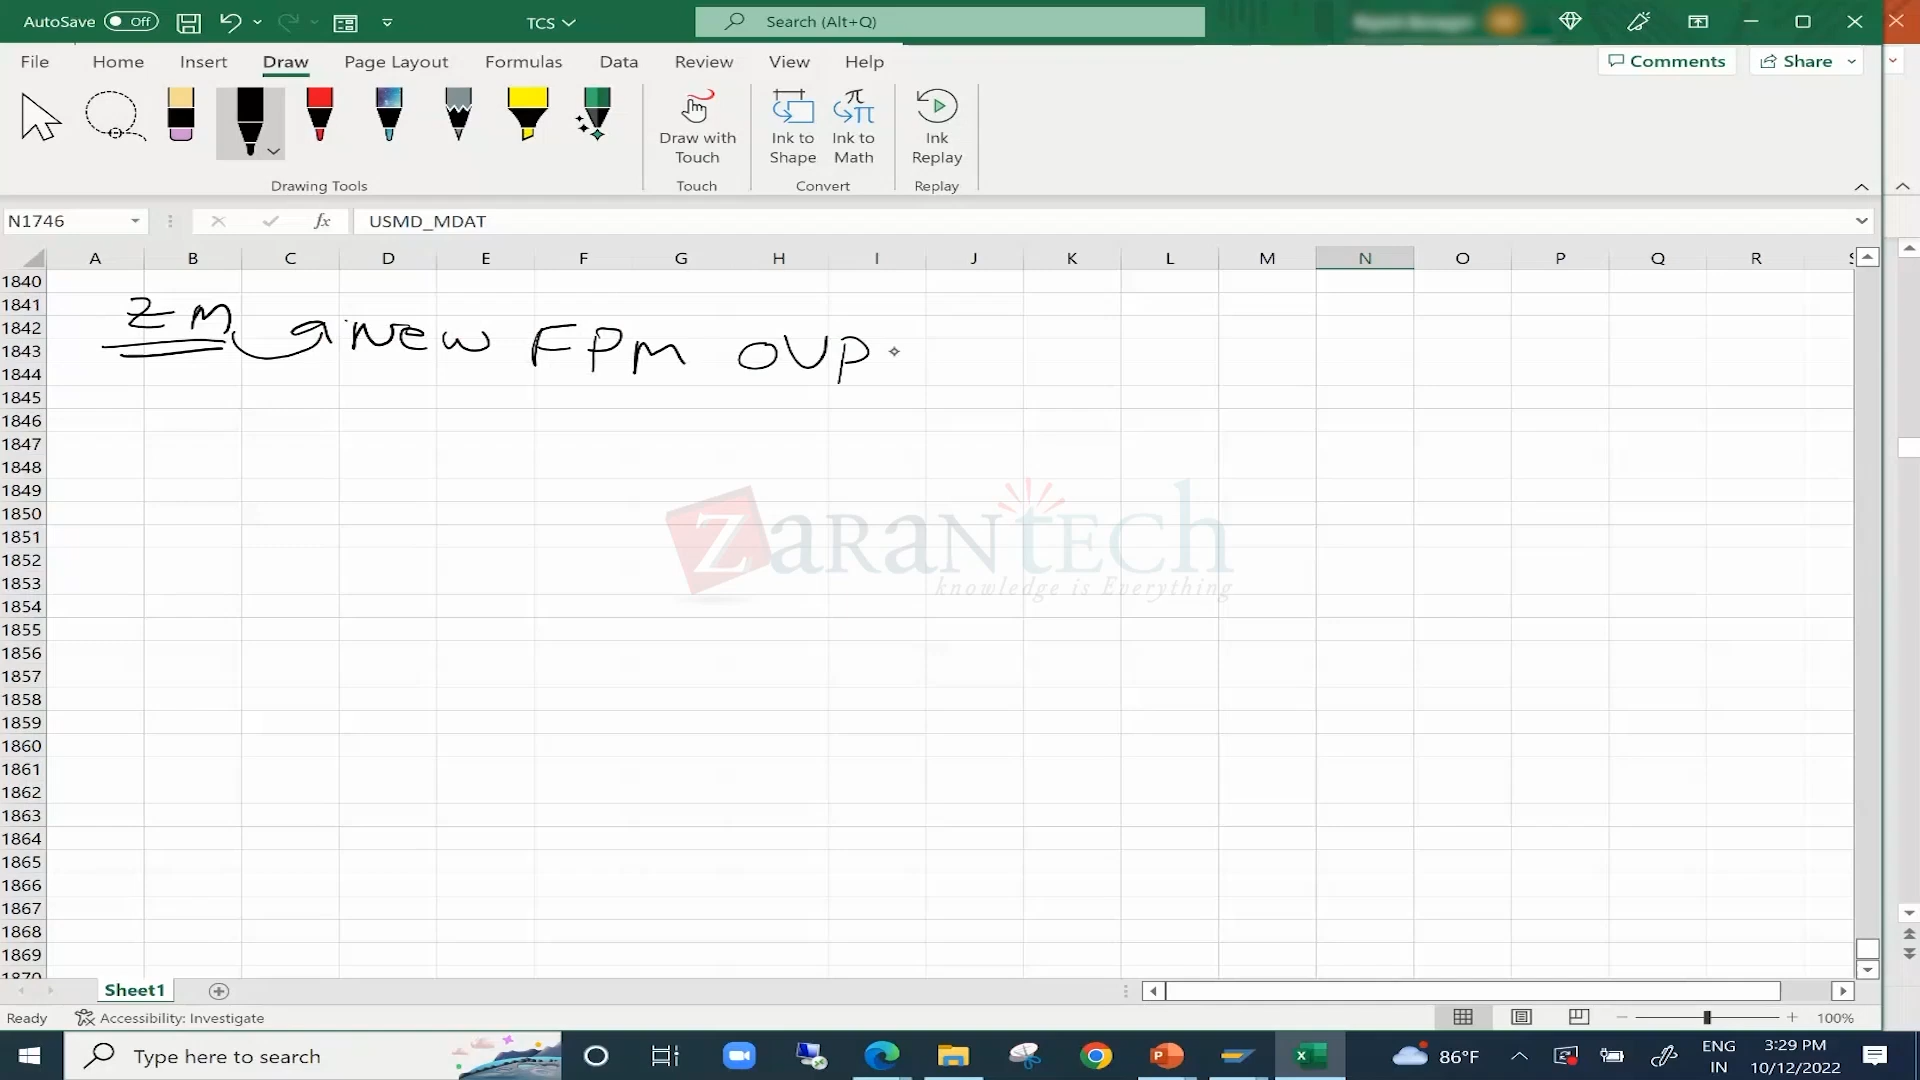 AutoSave Off TCS Search (Alt+Q)
File Home Insert Draw Page Layout Formulas Data Review View Help Comments Share
Draw with Touch
Ink to Shape
Ink to Math
Ink Replay
Drawing Tools Touch Convert Replay
N1746 fx USMD_MDAT
A B C D E F G H I J K L M N O P Q R
1840
1841
1842
1843
1844
1845
1846
1847
1848
1849
1850
1851
1852
1853
1854
1855
1856
1857
1858
1859
1860
1861
1862
1863
1864
1865
1866
1867
1868
1869
1870
ZM a New FPM OVP
ZaranTech
knowledge is Everything
Sheet1
Ready Accessibility: Investigate 100%
Type here to search 86°F ENG IN 3:29 PM 10/12/2022